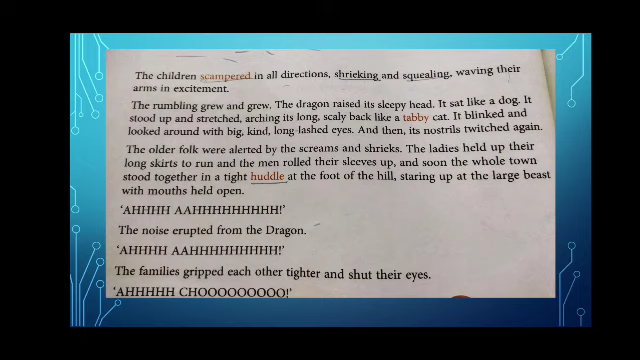 The children scampered in all directions, shrieking and squealing, waving their
arms in excitement.
The rumbling grew and grew. The dragon raised its sleepy head. It sat like a dog. It
stood up and stretched, arching its long, scaly back like a tabby cat. It blinked and
looked around with big, kind, long-lashed eyes. And then, its nostrils twitched again.
The older folk were alerted by the screams and shrieks. The ladies held up their
long skirts to run and the men rolled their sleeves up, and soon the whole town
stood together in a tight huddle at the foot of the hill, staring up at the large beast
with mouths held open.
‘AHHHH AAHHHHHHHHH!’
The noise erupted from the Dragon.
‘AHHHH AAHHHHHHHHHH!’
The families gripped each other tighter and shut their eyes.
‘AHHHHH CHOOOOOOOOO!’